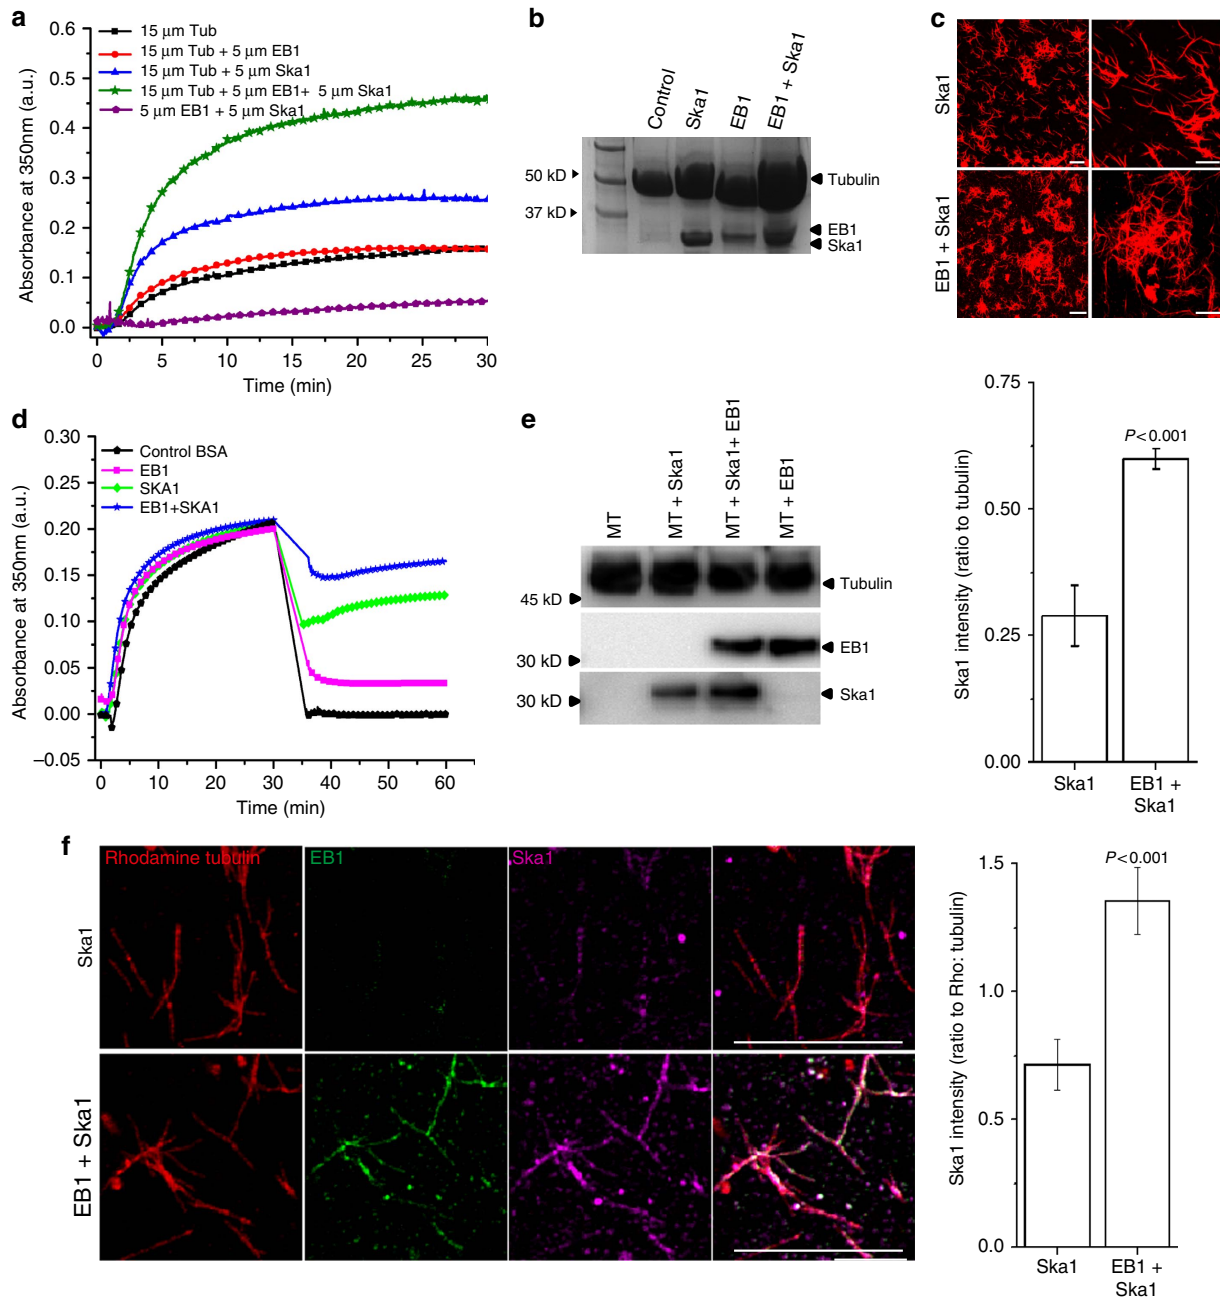 a
0.6
0.5
0.4
0.3
0.2
0.1
0.0
Absorbance at 350nm (a.u.)
15 μm Tub
15 μm Tub + 5 μm EB1
15 μm Tub + 5 μm Ska1
15 μm Tub + 5 μm EB1+ 5 μm Ska1
5 μm EB1 + 5 μm Ska1
0 5 10 15 20 25 30
Time (min)
b
Control
Ska1
EB1
EB1 + Ska1
50 kD
37 kD
Tubulin
EB1
Ska1
c
Ska1
EB1 + Ska1
d
0.30
0.25
0.20
0.15
0.10
0.05
0.00
−0.05
Absorbance at 350nm (a.u.)
Control BSA
EB1
SKA1
EB1+SKA1
0 10 20 30 40 50 60
Time (min)
e
MT
MT + Ska1
MT + Ska1+ EB1
MT + EB1
45 kD
30 kD
30 kD
Tubulin
EB1
Ska1
0.75
0.25
0.00
Ska1 intensity (ratio to tubulin)
P<0.001
Ska1
EB1 +
Ska1
f
Rhodamine tubulin
EB1
Ska1
Ska1
EB1 + Ska1
1.5
1.0
0.5
0.0
Ska1 intensity (ratio to Rho: tubulin)
P<0.001
Ska1
EB1 +
Ska1